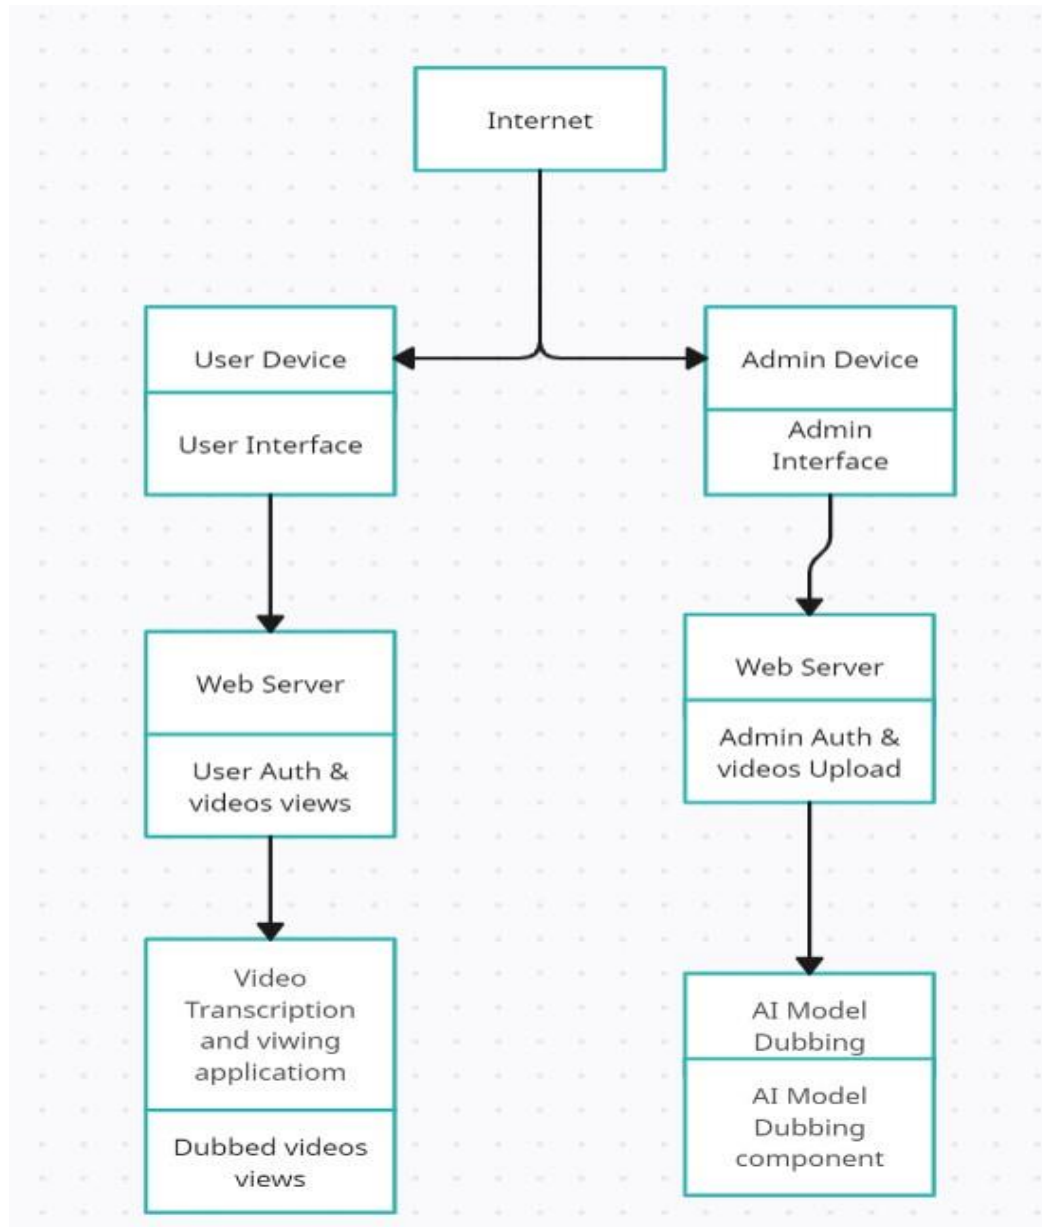 Internet
User Device
User Interface
Admin Device
Admin
Interface
Web Server
User Auth &
videos views
Web Server
Admin Auth &
videos Upload
Video
Transcription
and viwing
applicatiom
Dubbed videos
views
AI Model
Dubbing
AI Model
Dubbing
component